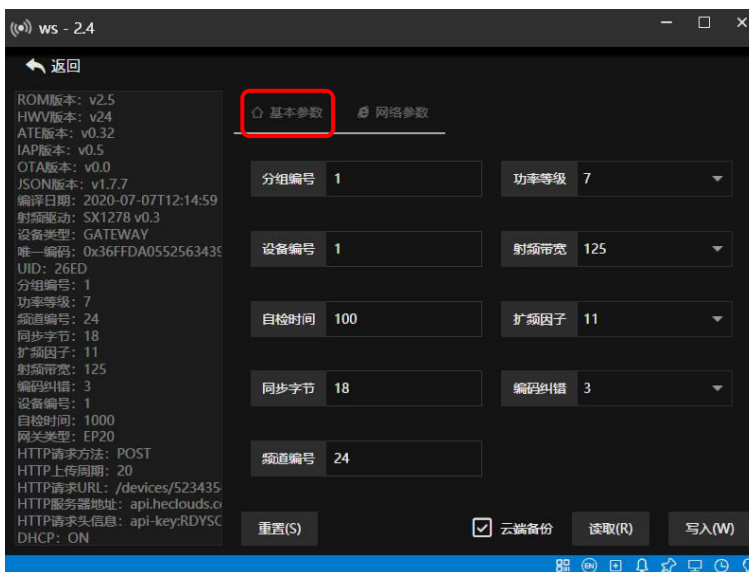 ws - 2.4
返回
ROM版本: v2.5
HWV版本: v24
ATE版本: v0.32
IAP版本: v0.5
OTA版本: v0.0
JSON版本: v1.7.7
编译日期: 2020-07-07T12:14:59
射频驱动: SX1278 v0.3
设备类型: GATEWAY
唯一编码: 0x36FFDA0552563439
UID: 26ED
分组编号: 1
功率等级: 7
频道编号: 24
同步字节: 18
扩频因子: 11
射频带宽: 125
编码纠错: 3
设备编号: 1
自检时间: 1000
网关类型: EP20
HTTP请求方法: POST
HTTP上传周期: 20
HTTP请求URL: /devices/523435
HTTP服务器地址: api.heclouds.c
HTTP请求头信息: api-key:RDYSC
DHCP: ON
基本参数 网络参数
分组编号 1 功率等级 7
设备编号 1 射频带宽 125
自检时间 100 扩频因子 11
同步字节 18 编码纠错 3
频道编号 24
重置(S) 云端备份 读取(R) 写入(W)
EN